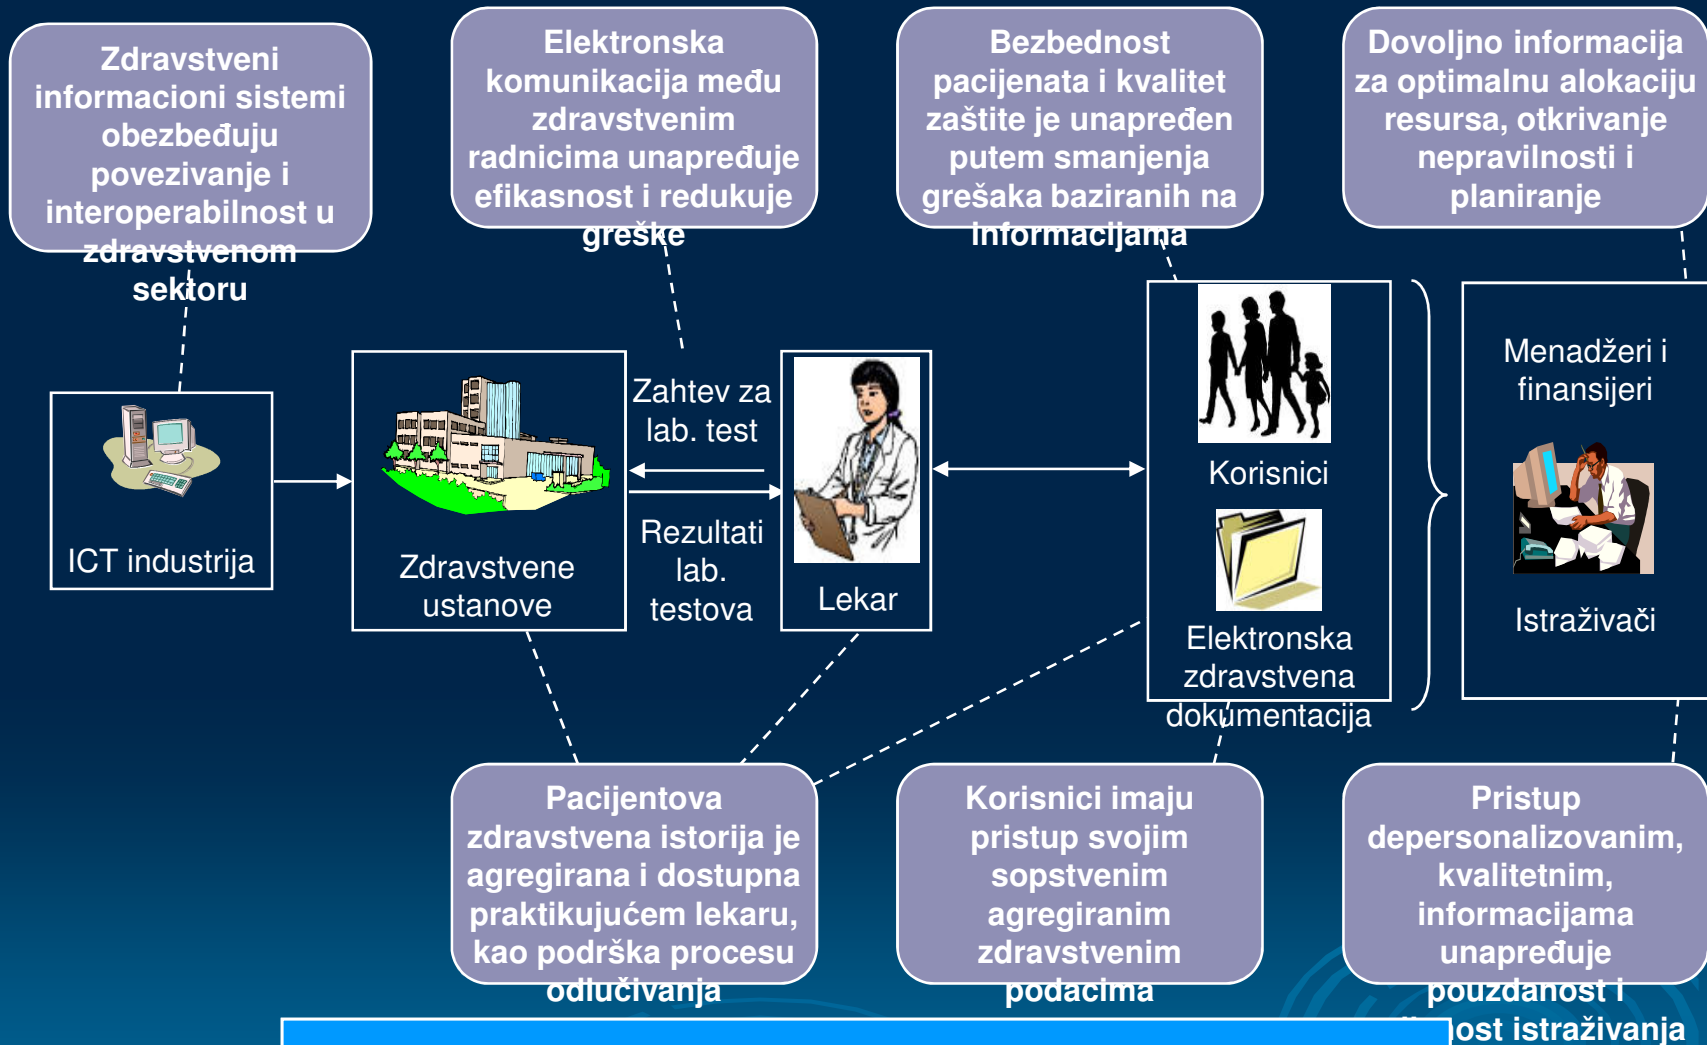 Zdravstveni
informacioni sistemi
obezbeđuju
povezivanje i
interoperabilnost u
zdravstvenom
sektoru
Elektronska
komunikacija među
zdravstvenim
radnicima unapređuje
efikasnost i redukuje
greške
Bezbednost
pacijenata i kvalitet
zaštite je unapređen
putem smanjenja
grešaka baziranih na
informacijama
Dovoljno informacija
za optimalnu alokaciju
resursa, otkrivanje
nepravilnosti i
planiranje
ICT industrija
Zdravstvene
ustanove
Zahtev za
lab. test
Rezultati
lab.
testova
Lekar
Korisnici
Elektronska
zdravstvena
dokumentacija
Menadžeri i
finansijeri
Istraživači
Pacijentova
zdravstvena istorija je
agregirana i dostupna
praktikujućem lekaru,
kao podrška procesu
odlučivanja
Korisnici imaju
pristup svojim
sopstvenim
agregiranim
zdravstvenim
podacima
Pristup
depersonalizovanim,
kvalitetnim,
informacijama
unapređuje
pouzdanost i
istraživanja